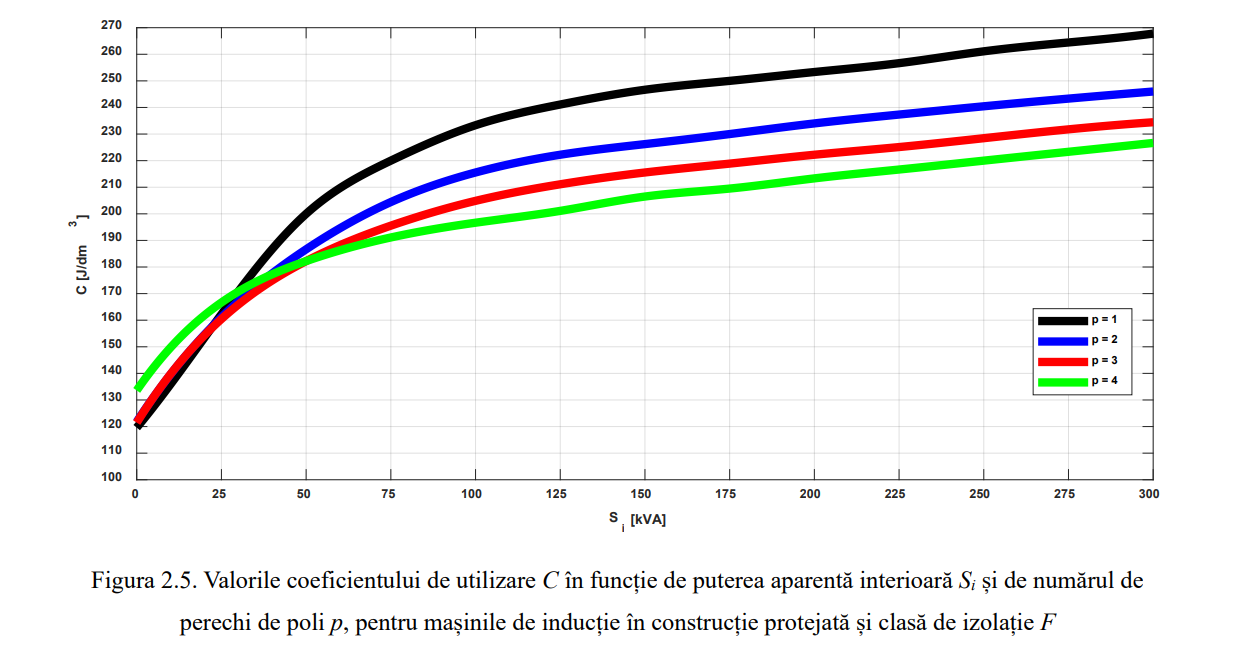 270
260
250
240
230
220
210
200
190
180
170
160
150
140
130
120
110
100
C [J/dm 3]
0 25 50 75 100 125 150 175 200 225 250 275 300
S i [kVA]
p = 1
p = 2
p = 3
p = 4
Figura 2.5. Valorile coeficientului de utilizare C în funcție de puterea aparentă interioară Si și de numărul de
perechi de poli p, pentru mașinile de inducție în construcție protejată și clasă de izolație F